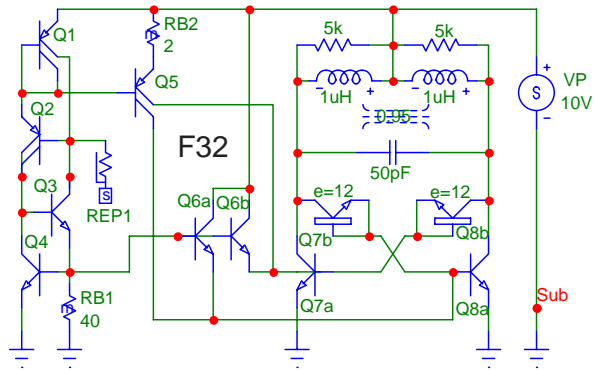 Q1
RB2
2
Q5
5k
5k
1uH
1uH
0.95
VP
10V
S
Q2
F32
50pF
S
REP1
Q3
Q6a
Q6b
e=12
e=12
Q4
Q7b
Q8b
RB1
40
Q7a
Q8a
Sub